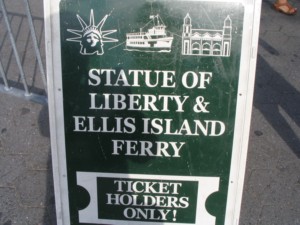 STATUE OF
LIBERTY &
ELLIS ISLAND
FERRY
TICKET
HOLDERS
ONLY!